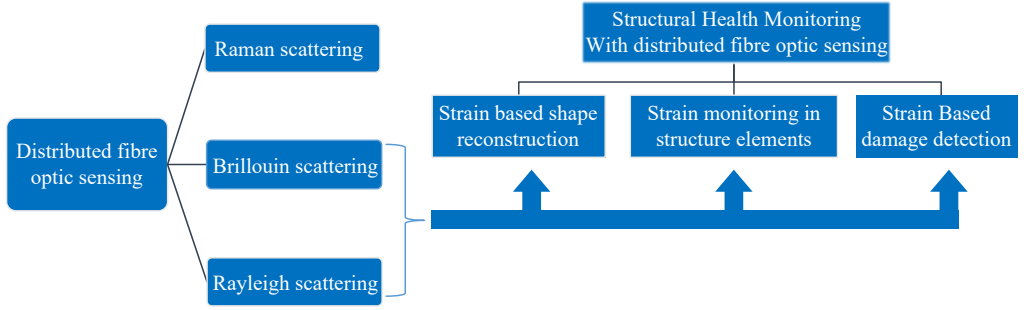 Distributed fibre
optic sensing
Raman scattering
Brillouin scattering
Rayleigh scattering
Structural Health Monitoring
With distributed fibre optic sensing
Strain based shape
reconstruction
Strain monitoring in
structure elements
Strain Based
damage detection